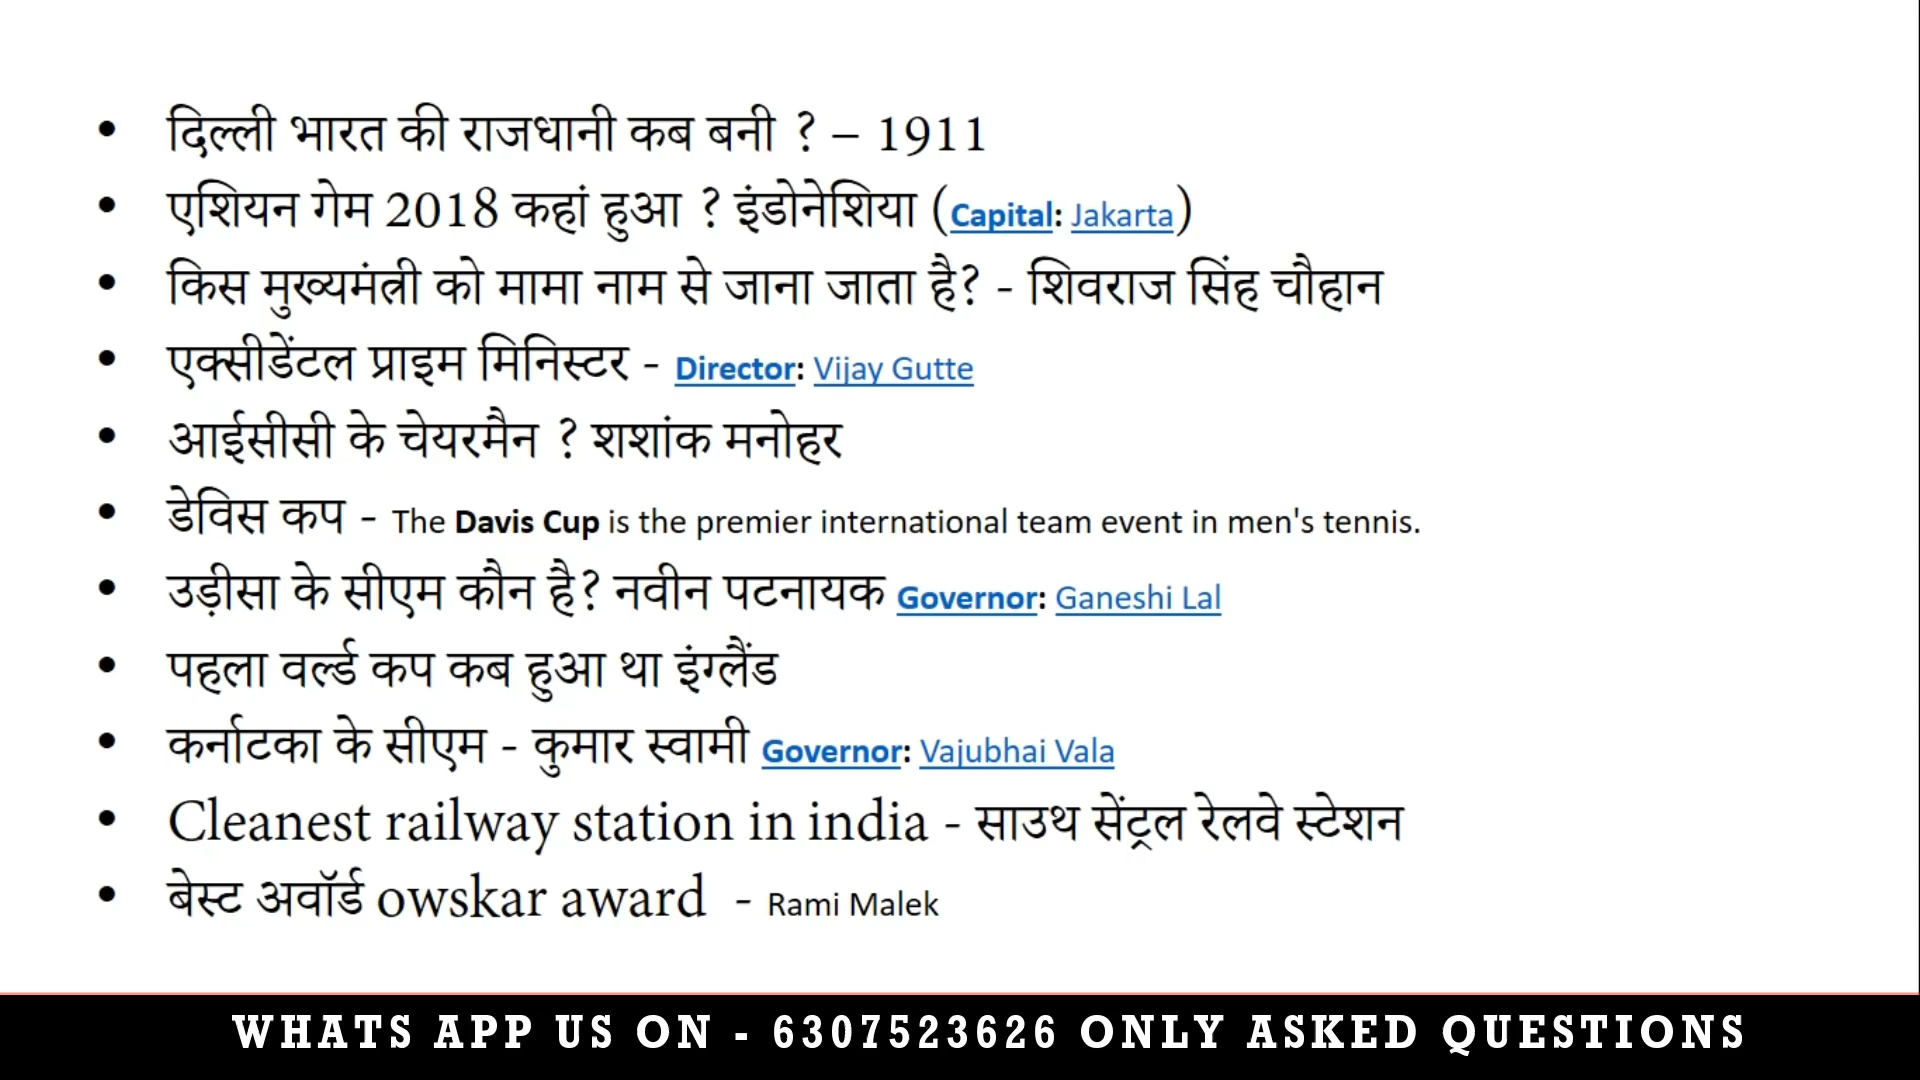 • दिल्ली भारत की राजधानी कब बनी ? – 1911
• एशियन गेम 2018 कहां हुआ ? इंडोनेशिया (Capital: Jakarta)
• किस मुख्यमंत्री को मामा नाम से जाना जाता है? - शिवराज सिंह चौहान
• एक्सीडेंटल प्राइम मिनिस्टर - Director: Vijay Gutte
• आईसीसी के चेयरमैन ? शशांक मनोहर
• डेविस कप - The Davis Cup is the premier international team event in men's tennis.
• उड़ीसा के सीएम कौन है? नवीन पटनायक Governor: Ganeshi Lal
• पहला वर्ल्ड कप कब हुआ था इंग्लैंड
• कर्नाटका के सीएम - कुमार स्वामी Governor: Vajubhai Vala
• Cleanest railway station in india - साउथ सेंट्रल रेलवे स्टेशन
• बेस्ट अवॉर्ड owskar award - Rami Malek
WHATS APP US ON - 6307523626 ONLY ASKED QUESTIONS